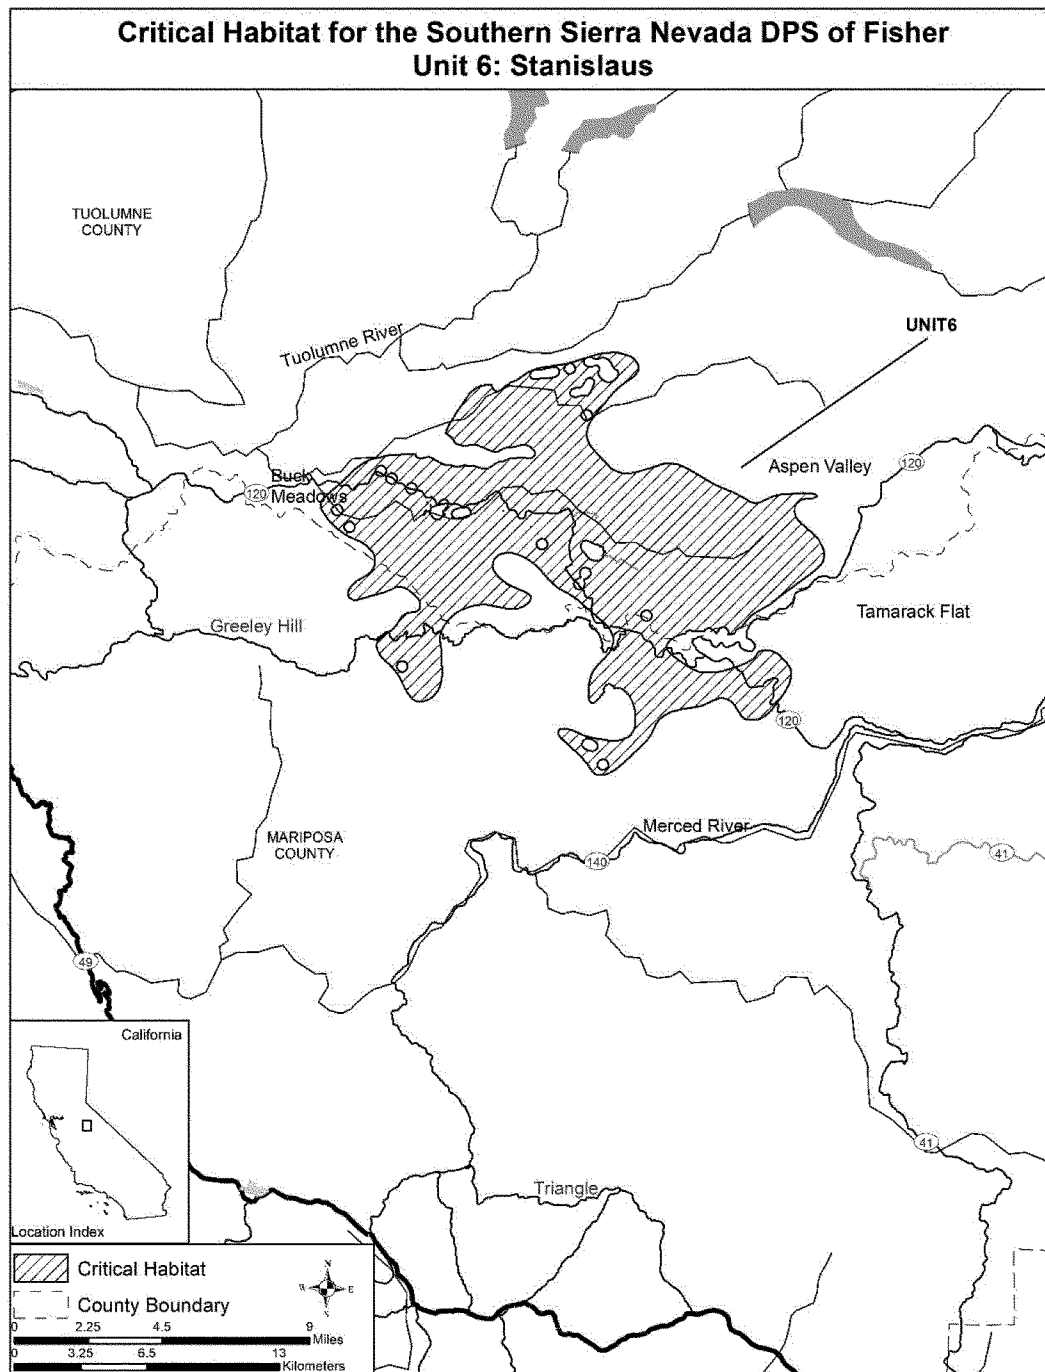 Critical Habitat for the Southern Sierra Nevada DPS of Fisher
Unit 6: Stanislaus
TUOLUMNE
COUNTY
UNIT6
Tuolumne River
Aspen Valley
120
Buck
Meadows
120
Tamarack Flat
Greeley Hill
120
Merced River
MARIPOSA
COUNTY
140
41
49
California
41
Triangle
Location Index
Critical Habitat
County Boundary
N
W E
S
0 2.25 4.5 9
Miles
0 3.25 6.5 13
Kilometers